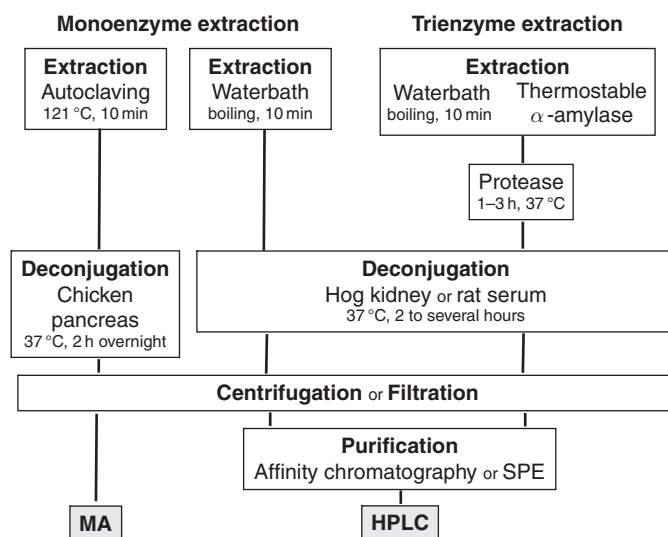 Monoenzyme extraction
Trienzyme extraction
Extraction
Autoclaving
121 °C, 10 min
Extraction
Waterbath
boiling, 10 min
Extraction
Waterbath
boiling, 10 min
Thermostable
α-amylase
Protease
1–3 h, 37 °C
Deconjugation
Chicken
pancreas
37 °C, 2 h overnight
Deconjugation
Hog kidney or rat serum
37 °C, 2 to several hours
Centrifugation or Filtration
Purification
Affinity chromatography or SPE
MA
HPLC